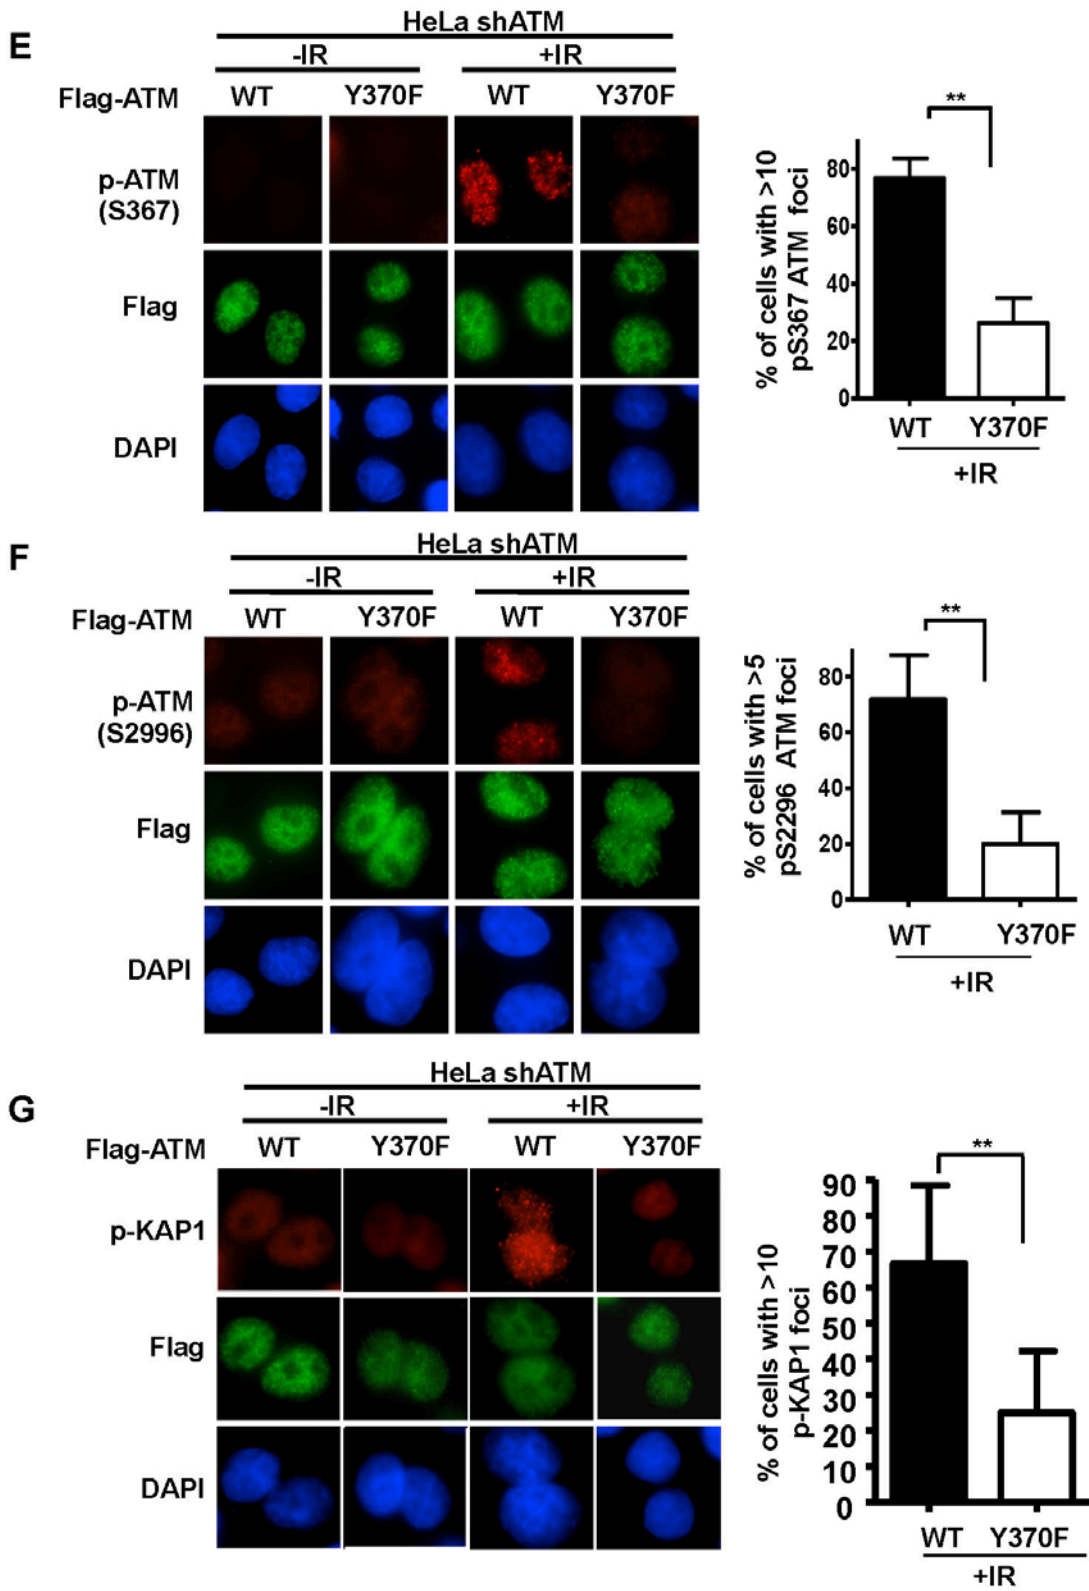 E
HeLa shATM
-IR +IR
Flag-ATM WT Y370F WT Y370F
p-ATM
(S367)
Flag
DAPI
% of cells with >10
pS367 ATM foci
**
80
60
40
20
0
WT Y370F
+IR
F
HeLa shATM
-IR +IR
Flag-ATM WT Y370F WT Y370F
p-ATM
(S2996)
Flag
DAPI
% of cells with >5
pS2296 ATM foci
**
80
60
40
20
0
WT Y370F
+IR
G
HeLa shATM
-IR +IR
Flag-ATM WT Y370F WT Y370F
p-KAP1
Flag
DAPI
% of cells with >10
p-KAP1 foci
**
90
80
70
60
50
40
30
20
10
0
WT Y370F
+IR